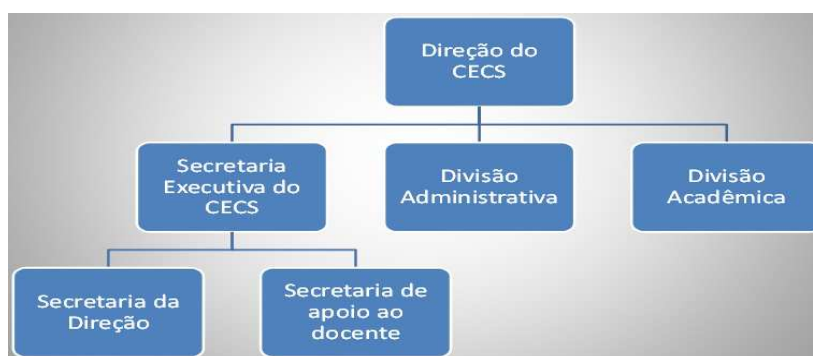 Direção do
CECS
Secretaria
Executiva do
CECS
Divisão
Administrativa
Divisão
Acadêmica
Secretaria da
Direção
Secretaria de
apoio ao
docente